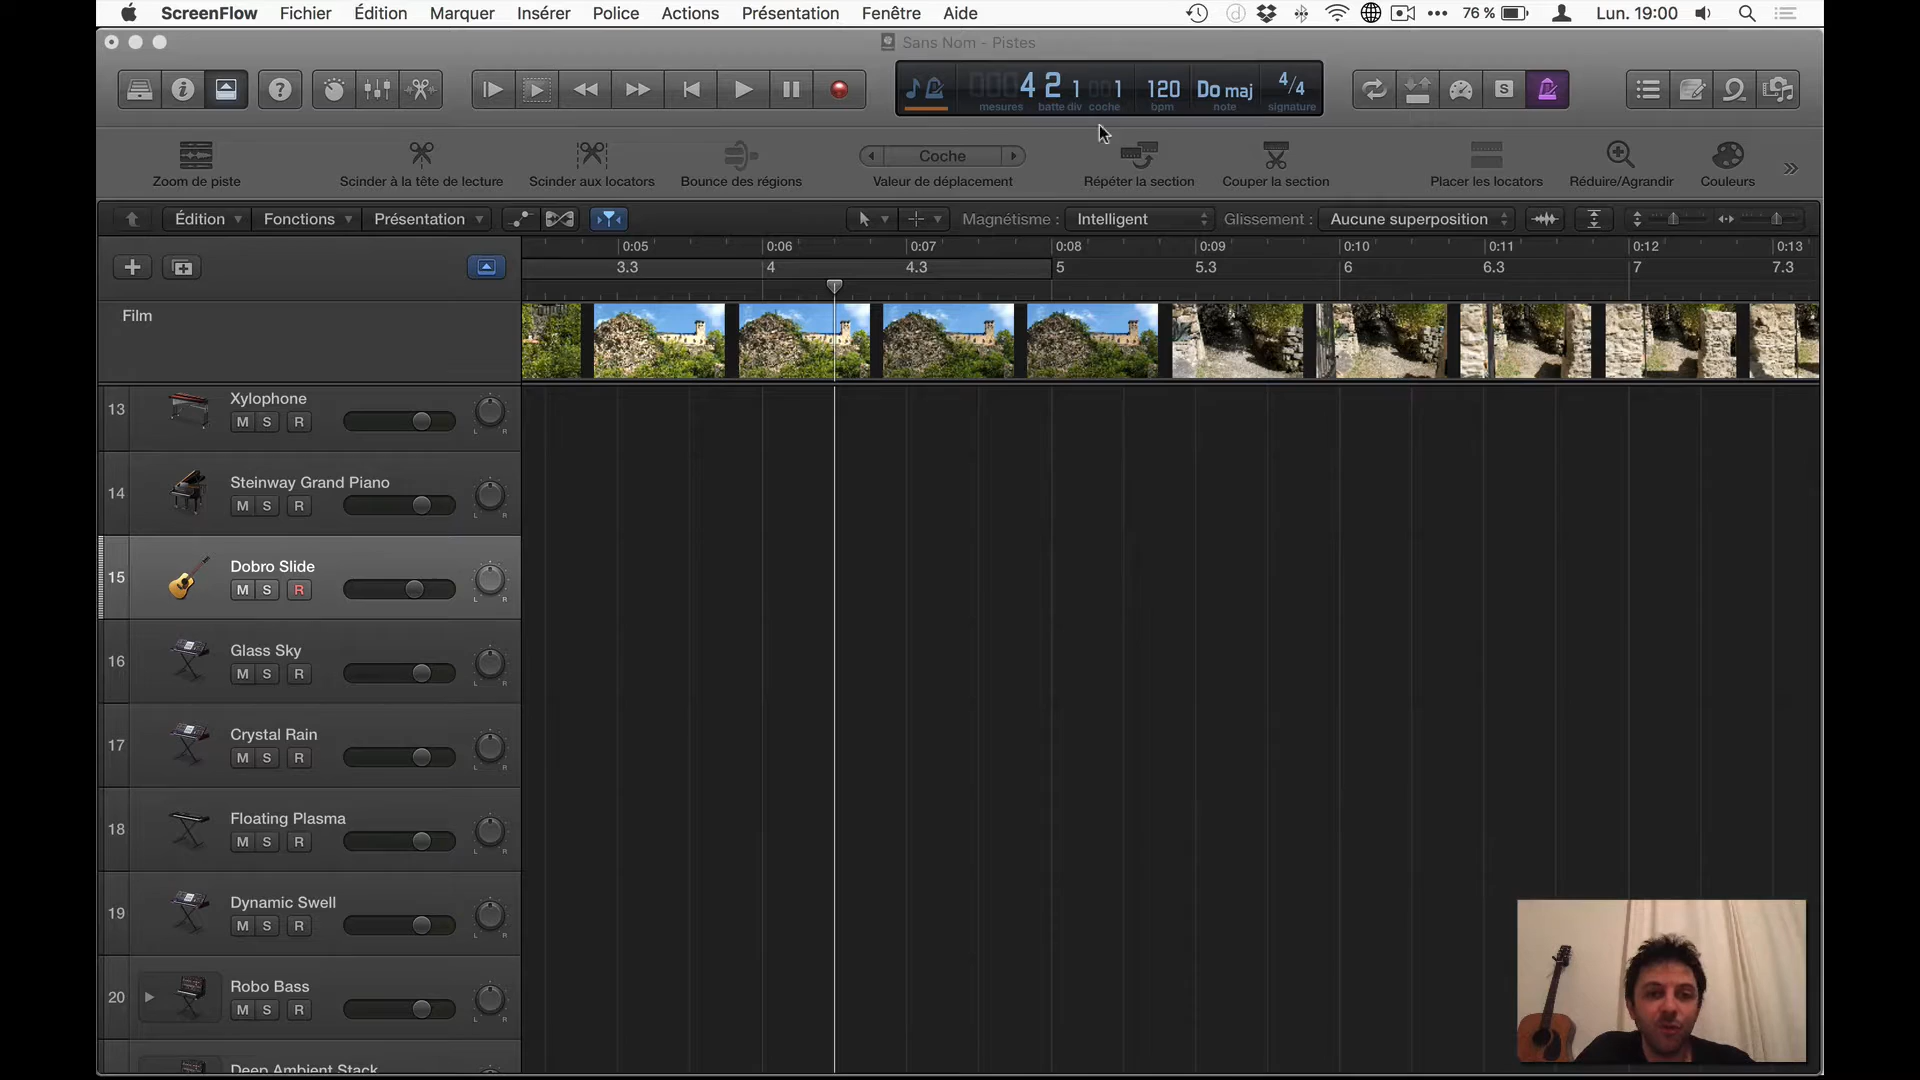 ScreenFlow Fichier Édition Marquer Insérer Police Actions Présentation Fenêtre Aide 76 % Lun. 19:00
Sans Nom - Pistes
4 2 1 1 120 Do maj 4/4
mesures batte div coche bpm note signature
Coche
Zoom de piste Scinder à la tête de lecture Scinder aux locators Bounce des régions Valeur de déplacement Répéter la section Couper la section Placer les locators Réduire/Agrandir Couleurs
Édition Fonctions Présentation Magnétisme : Intelligent Glissement : Aucune superposition
0:05 0:06 0:07 0:08 0:09 0:10 0:11 0:12 0:13
3.3 4 4.3 5 5.3 6 6.3 7 7.3
Film
13 Xylophone
M S R
L R
14 Steinway Grand Piano
M S R
L R
15 Dobro Slide
M S R
L R
16 Glass Sky
M S R
L R
17 Crystal Rain
M S R
L R
18 Floating Plasma
M S R
L R
19 Dynamic Swell
M S R
L R
20 Robo Bass
M S R
L R
Deep Ambient Stack